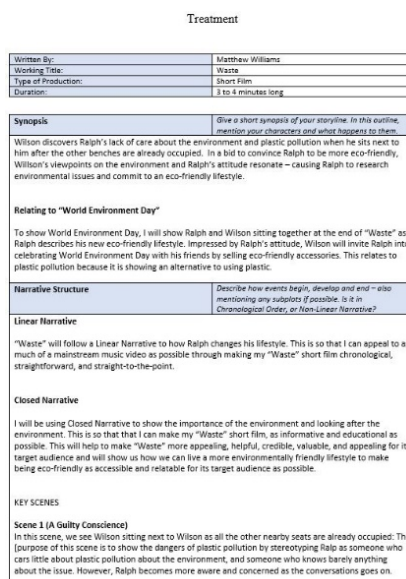 Treatment
Written By: Matthew Williams
Working Title: Waste
Type of Production: Short Film
Duration: 3 to 4 minutes long
Synopsis Give a short synopsis of your storyline. In this outline,
mention your characters and what happens to them.
Wilson discovers Ralph's lack of care about the environment and plastic pollution when he sits next to
him after the other benches are already occupied. In a bid to convince Ralph to be more eco-friendly,
Willson's viewpoints on the environment and Ralph's attitude resonate – causing Ralph to research
environmental issues and commit to an eco-friendly lifestyle.
Relating to "World Environment Day"
To show World Environment Day, I will show Ralph and Wilson sitting together at the end of "Waste" as
Ralph describes his new eco-friendly lifestyle. Impressed by Ralph's attitude, Wilson will invite Ralph int
celebrating World Environment Day with his friends by selling eco-friendly accessories. This relates to
plastic pollution because it is showing an alternative to using plastic.
Narrative Structure Describe how events begin, develop and end – also
mentioning any subplots if possible. Is it in
Chronological Order, or Non-Linear Narrative?
Linear Narrative
"Waste" will follow a Linear Narrative to how Ralph changes his lifestyle. This is so that I can appeal to a
much of a mainstream music video as possible through making my "Waste" short film chronological,
straightforward, and straight-to-the-point.
Closed Narrative
I will be using Closed Narrative to show the importance of the environment and looking after the
environment. This is so that that I can make my "Waste" short film, as informative and educational as
possible. This will help to make "Waste" more appealing, helpful, credible, valuable, and appealing for it
target audience and will show us how we can live a more environmentally friendly lifestyle to make
being eco-friendly as accessible and relatable for its target audience as possible.
KEY SCENES
Scene 1 (A Guilty Conscience)
In this scene, we see Wilson sitting next to Wilson as all the other nearby seats are already occupied: Th
[purpose of this scene is to show the dangers of plastic pollution by stereotyping Ralp as someone who
cars little about plastic pollution about the environment, and someone who knows barely anything
about the issue. However, Ralph becomes more aware and concerned as the conversations goes on.